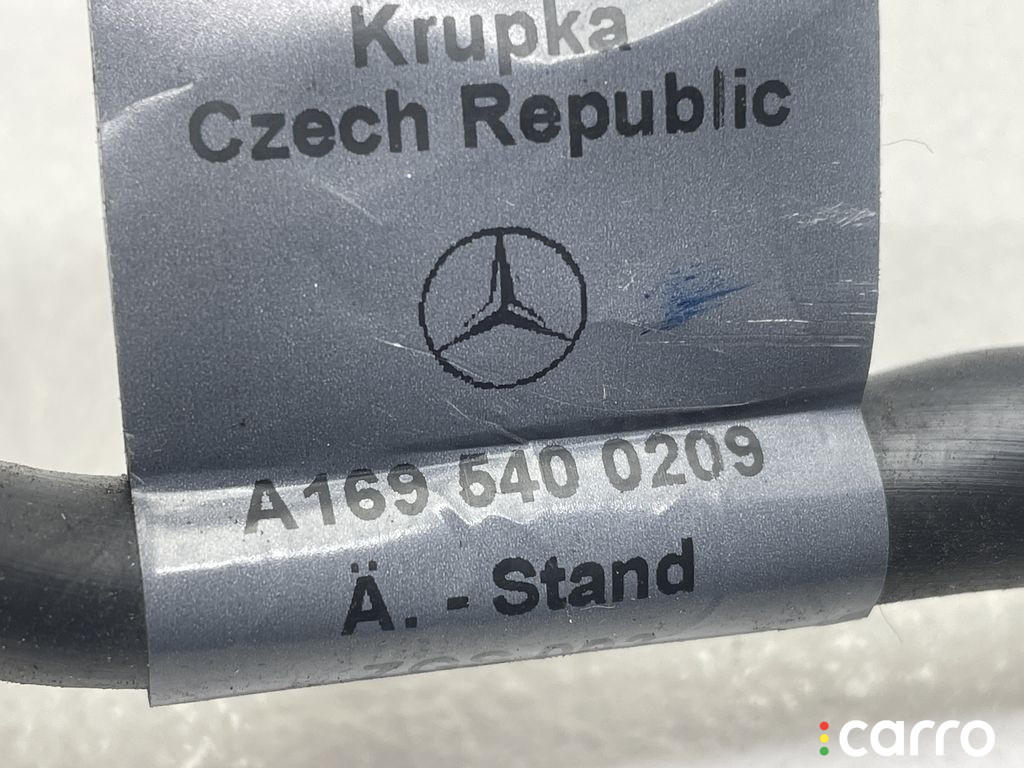 Krupka
Czech Republic
A169 540 0209
Ä. - Stand
carro